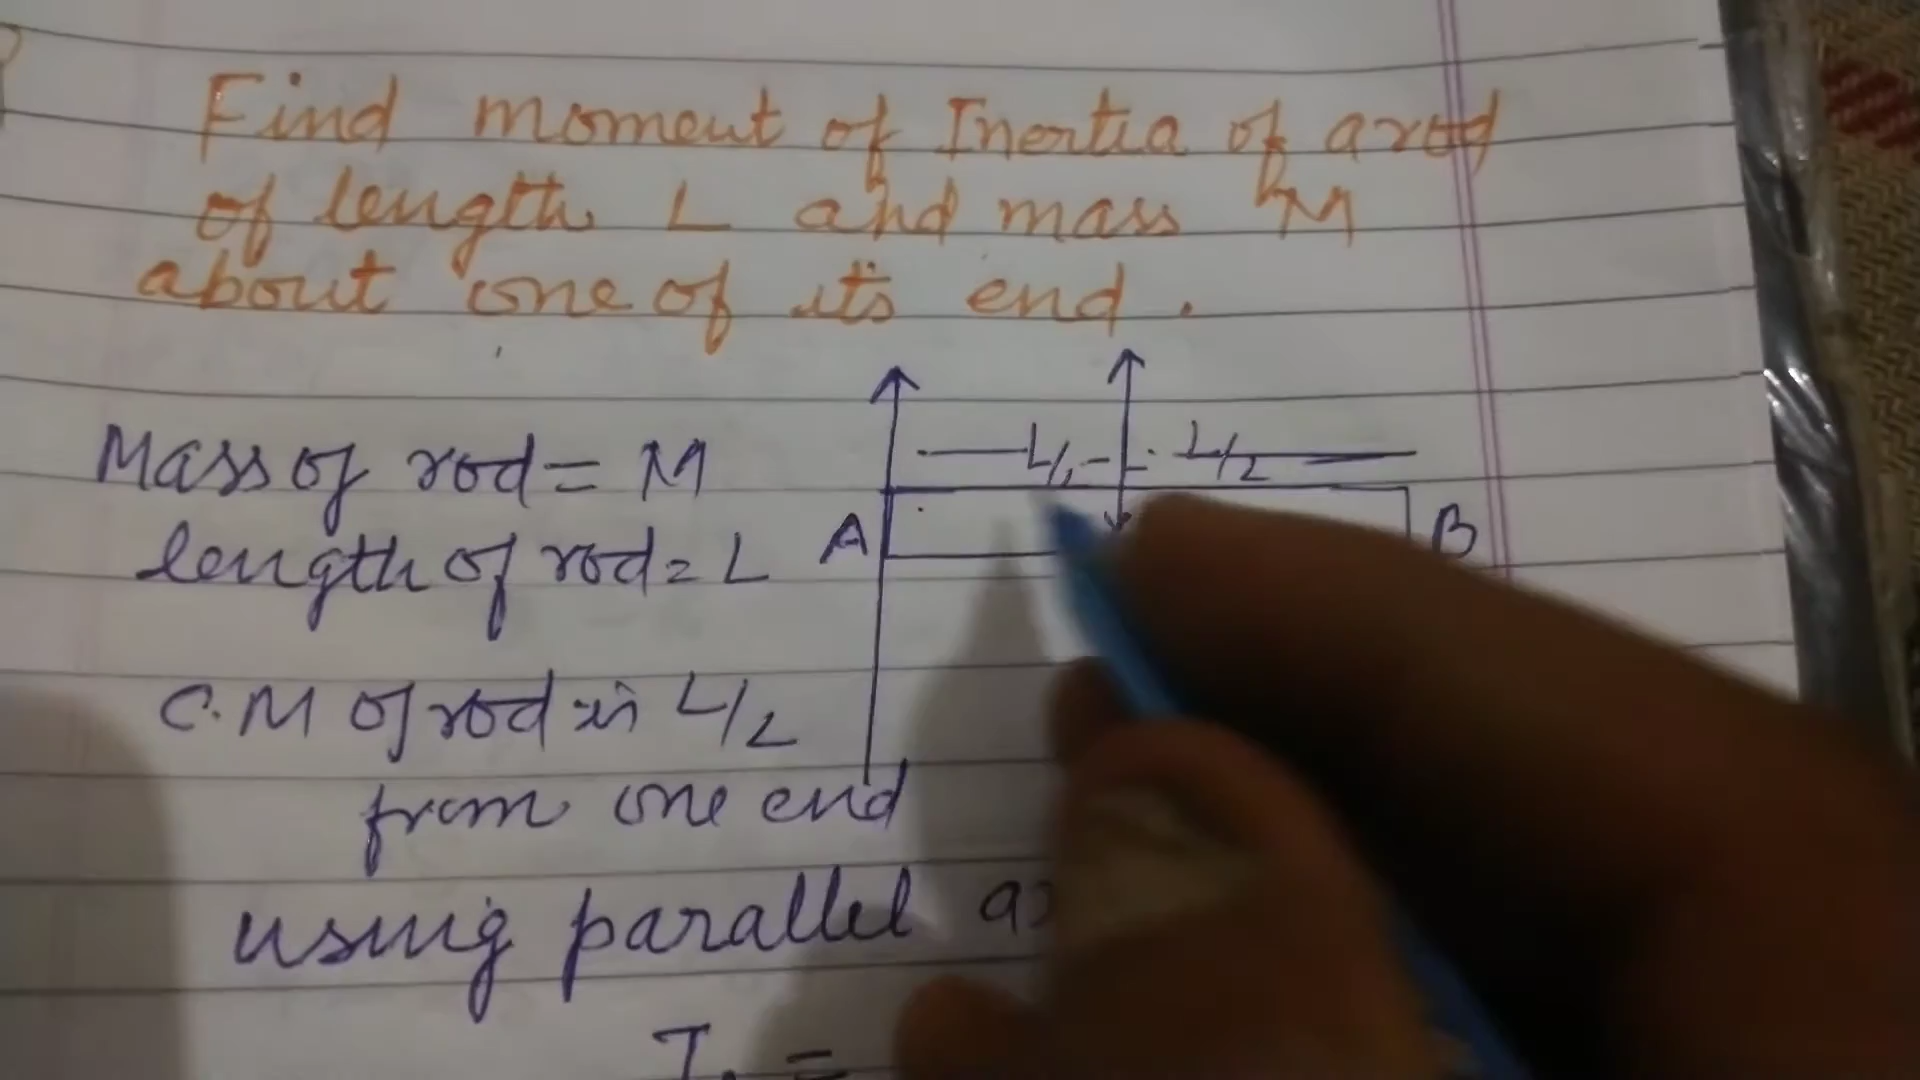 Find moment of Inertia of a rod
of length L and mass M
about one of its end.
Mass of rod = M
L/2
length of rod = L
A
B
C.M of rod is L/2
from one end
using parallel
I =